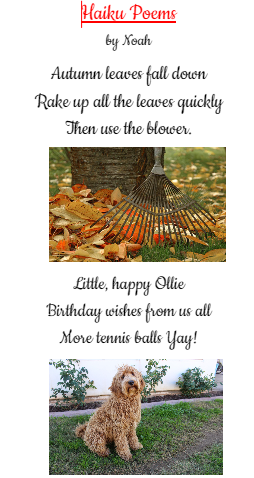 Haiku Poems
by Noah
Autumn leaves fall down
Rake up all the leaves quickly
Then use the blower.
Little, happy Ollie
Birthday wishes from us all
More tennis balls Yay!